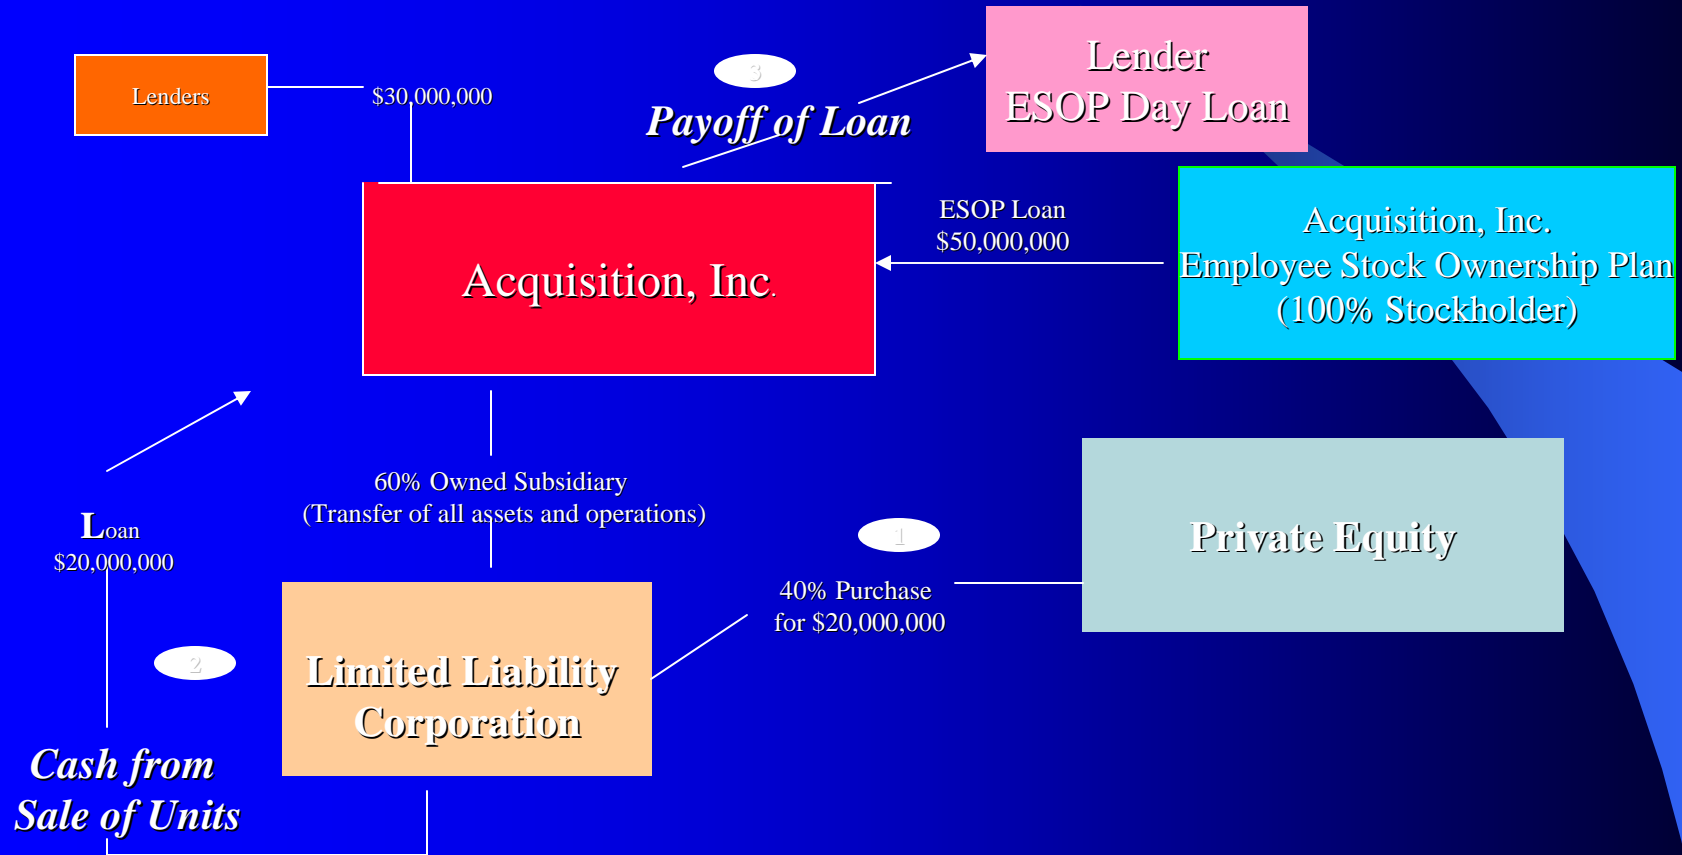 Lenders
$30,000,000
3
Payoff of Loan
Lender
ESOP Day Loan
Acquisition, Inc.
ESOP Loan
$50,000,000
Acquisition, Inc.
Employee Stock Ownership Plan
(100% Stockholder)
60% Owned Subsidiary
(Transfer of all assets and operations)
Loan
$20,000,000
1
40% Purchase
for $20,000,000
Private Equity
2
Limited Liability
Corporation
Cash from
Sale of Units